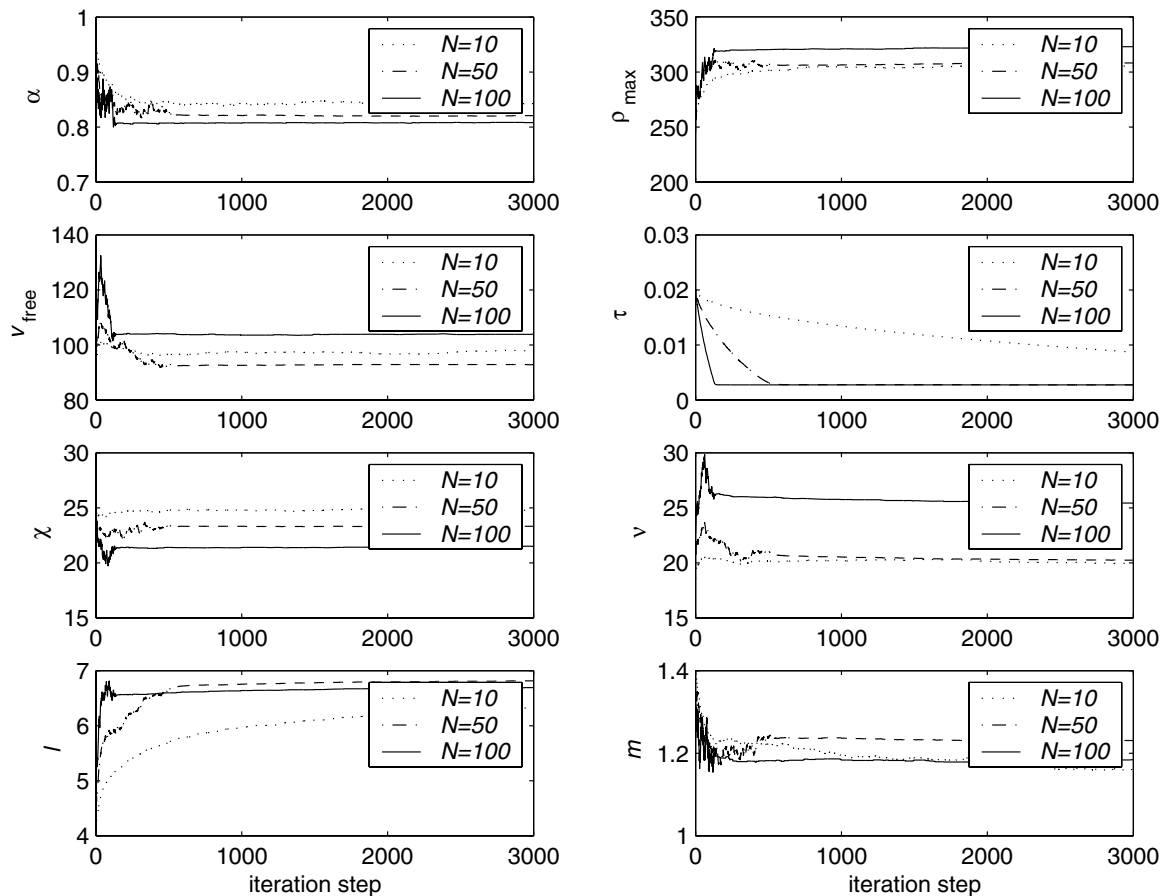 1
0.9
0.8
0.7
α
0
1000
2000
3000
N=10
N=50
N=100
350
300
250
200
ρmax
0
1000
2000
3000
N=10
N=50
N=100
140
120
100
80
vfree
0
1000
2000
3000
N=10
N=50
N=100
0.03
0.02
0.01
0
τ
0
1000
2000
3000
N=10
N=50
N=100
30
25
20
15
χ
0
1000
2000
3000
N=10
N=50
N=100
30
25
20
15
ν
0
1000
2000
3000
N=10
N=50
N=100
7
6
5
4
l
0
1000
2000
3000
iteration step
N=10
N=50
N=100
1.4
1.2
1
m
0
1000
2000
3000
iteration step
N=10
N=50
N=100